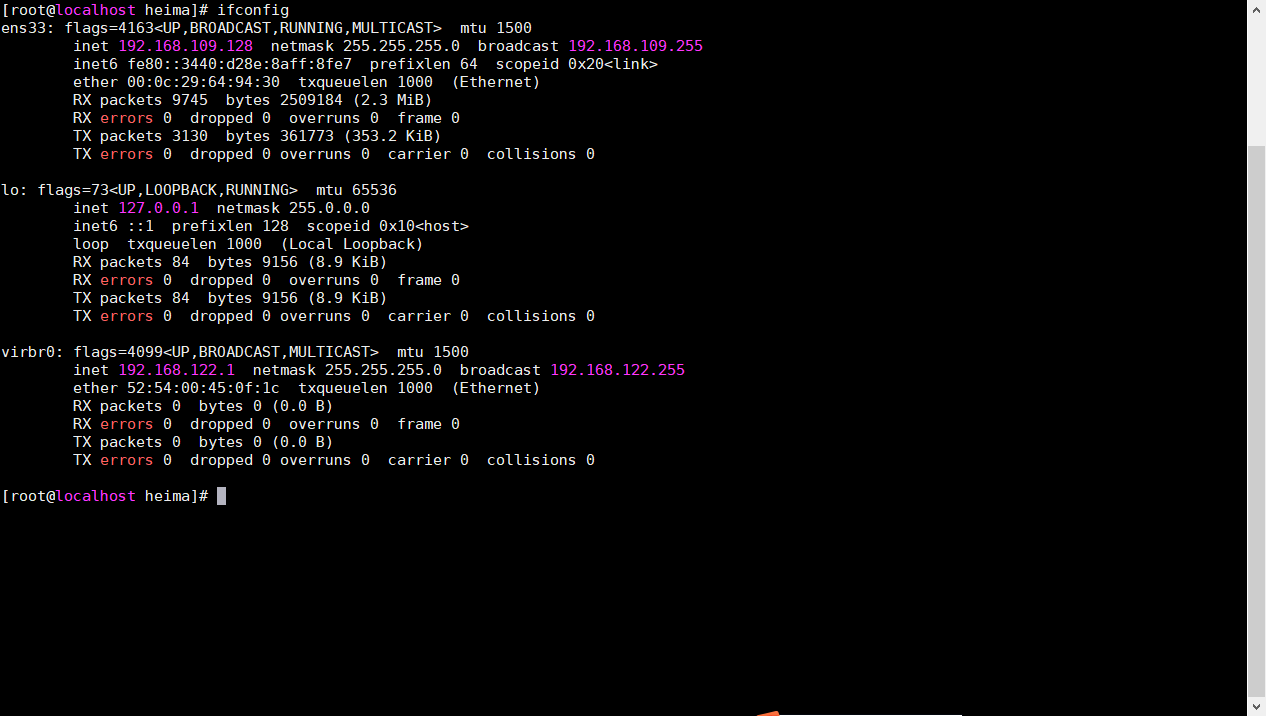 [root@localhost heima]# ifconfig
ens33: flags=4163<UP,BROADCAST,RUNNING,MULTICAST>  mtu 1500
        inet 192.168.109.128  netmask 255.255.255.0  broadcast 192.168.109.255
        inet6 fe80::3440:d28e:8aff:8fe7  prefixlen 64  scopeid 0x20<link>
        ether 00:0c:29:64:94:30  txqueuelen 1000  (Ethernet)
        RX packets 9745  bytes 2509184 (2.3 MiB)
        RX errors 0  dropped 0  overruns 0  frame 0
        TX packets 3130  bytes 361773 (353.2 KiB)
        TX errors 0  dropped 0 overruns 0  carrier 0  collisions 0

lo: flags=73<UP,LOOPBACK,RUNNING>  mtu 65536
        inet 127.0.0.1  netmask 255.0.0.0
        inet6 ::1  prefixlen 128  scopeid 0x10<host>
        loop  txqueuelen 1000  (Local Loopback)
        RX packets 84  bytes 9156 (8.9 KiB)
        RX errors 0  dropped 0  overruns 0  frame 0
        TX packets 84  bytes 9156 (8.9 KiB)
        TX errors 0  dropped 0 overruns 0  carrier 0  collisions 0

virbr0: flags=4099<UP,BROADCAST,MULTICAST>  mtu 1500
        inet 192.168.122.1  netmask 255.255.255.0  broadcast 192.168.122.255
        ether 52:54:00:45:0f:1c  txqueuelen 1000  (Ethernet)
        RX packets 0  bytes 0 (0.0 B)
        RX errors 0  dropped 0  overruns 0  frame 0
        TX packets 0  bytes 0 (0.0 B)
        TX errors 0  dropped 0 overruns 0  carrier 0  collisions 0

[root@localhost heima]#